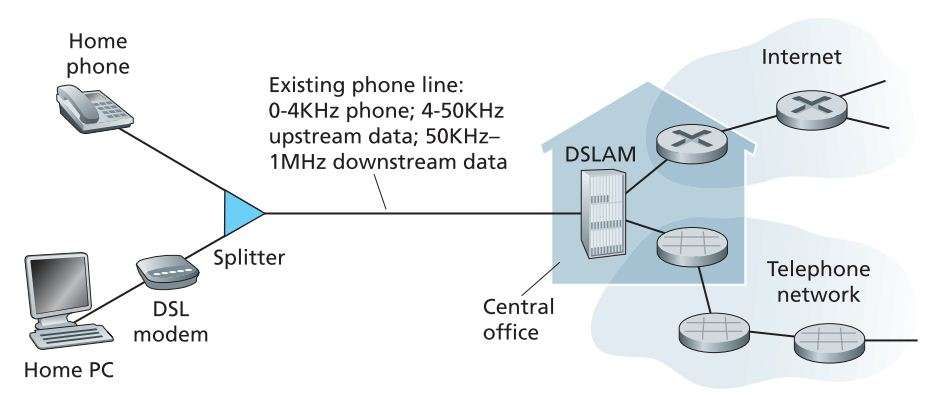 Home
phone
Existing phone line:
0-4KHz phone; 4-50KHz
upstream data; 50KHz–
1MHz downstream data
Internet
DSLAM
Splitter
DSL
modem
Home PC
Central
office
Telephone
network